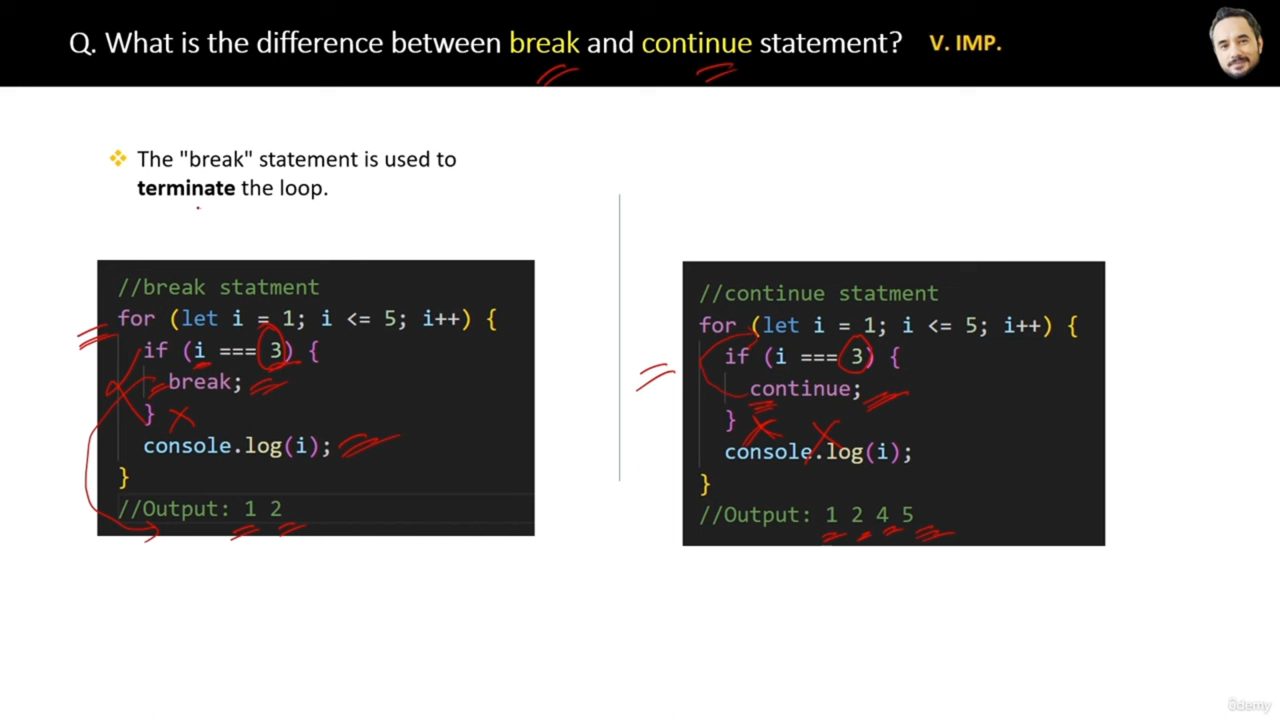 Q. What is the difference between break and continue statement? V. IMP.
The "break" statement is used to
terminate the loop.
//break statment
for (let i = 1; i <= 5; i++) {
if (i === 3) {
break;
}
console.log(i);
}
//Output: 1 2
//continue statment
for (let i = 1; i <= 5; i++) {
if (i === 3) {
continue;
}
console.log(i);
}
//Output: 1 2 4 5
ûdemy